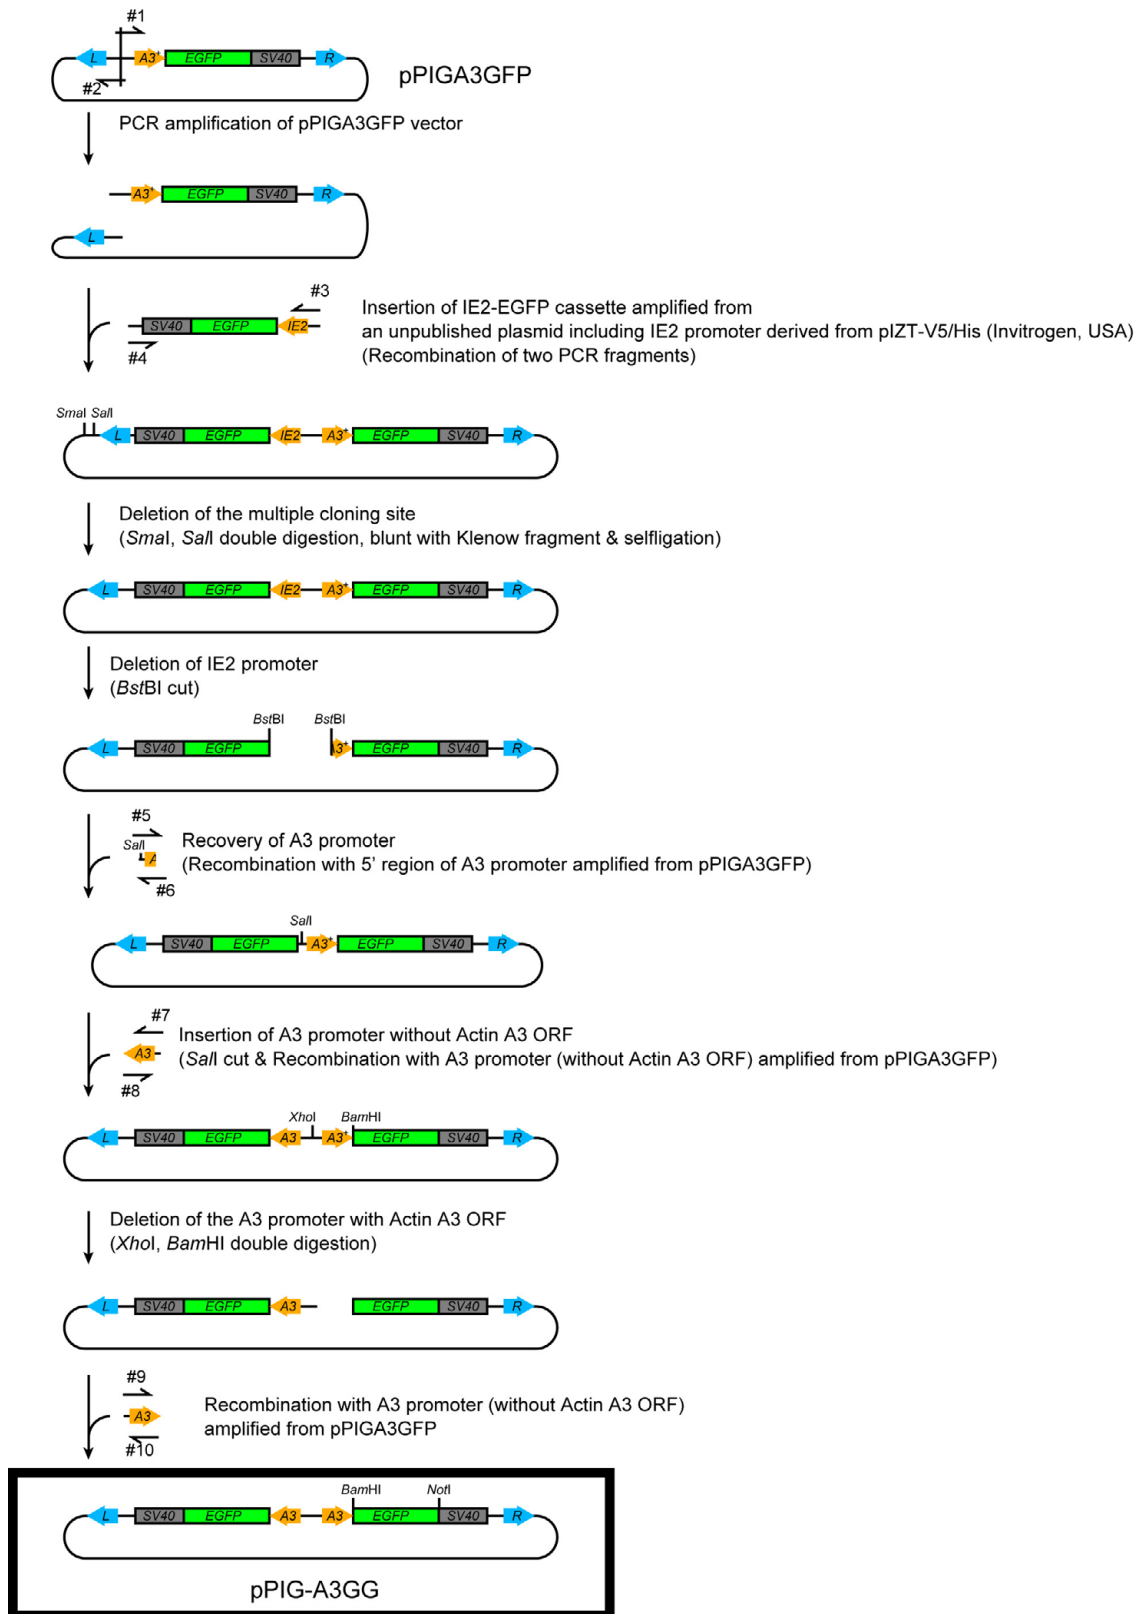 #1
L A3+ EGFP SV40 R
#2
pPIGA3GFP
PCR amplification of pPIGA3GFP vector
A3+ EGFP SV40 R
L
#3
SV40 EGFP IE2
#4
Insertion of IE2-EGFP cassette amplified from
an unpublished plasmid including IE2 promoter derived from pIZT-V5/His (Invitrogen, USA)
(Recombination of two PCR fragments)
SmaI SalI
L SV40 EGFP IE2 A3+ EGFP SV40 R
Deletion of the multiple cloning site
(SmaI, SalI double digestion, blunt with Klenow fragment & selfligation)
L SV40 EGFP IE2 A3+ EGFP SV40 R
Deletion of IE2 promoter
(BstBI cut)
BstBI BstBI
L SV40 EGFP 3+ EGFP SV40 R
#5
SalI
A
#6
Recovery of A3 promoter
(Recombination with 5' region of A3 promoter amplified from pPIGA3GFP)
SalI
L SV40 EGFP A3+ EGFP SV40 R
#7
A3
#8
Insertion of A3 promoter without Actin A3 ORF
(SalI cut & Recombination with A3 promoter (without Actin A3 ORF) amplified from pPIGA3GFP)
XhoI BamHI
L SV40 EGFP A3 A3+ EGFP SV40 R
Deletion of the A3 promoter with Actin A3 ORF
(XhoI, BamHI double digestion)
L SV40 EGFP A3 EGFP SV40 R
#9
A3
#10
Recombination with A3 promoter (without Actin A3 ORF)
amplified from pPIGA3GFP
BamHI NotI
L SV40 EGFP A3 A3 EGFP SV40 R
pPIG-A3GG